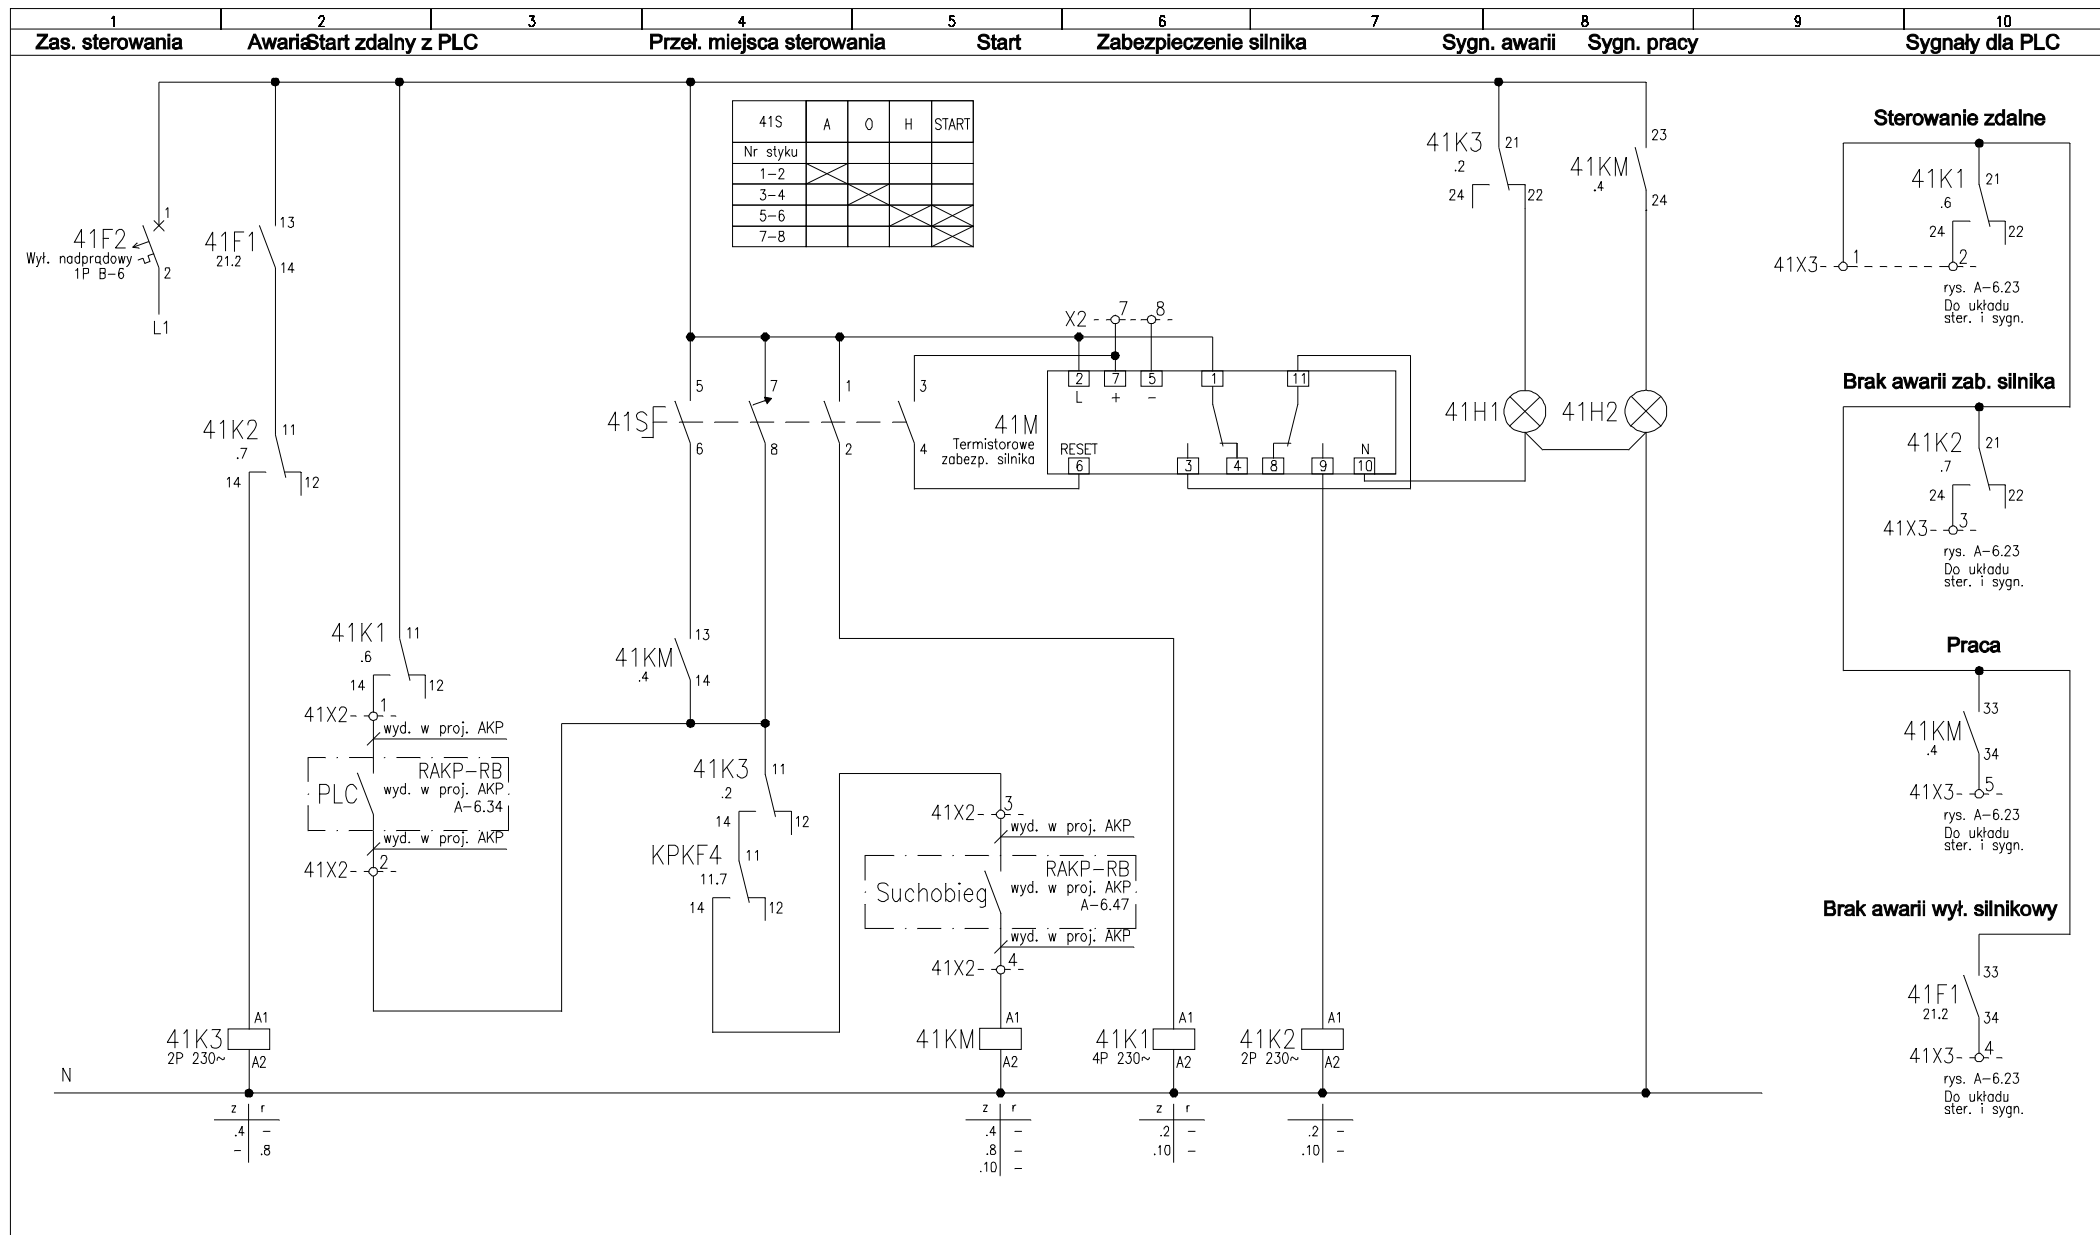 1 2 3 4 5 6 7 8 9 10
Zas. sterowania Awaria Start zdalny z PLC Przeł. miejsca sterowania Start Zabezpieczenie silnika Sygn. awarii Sygn. pracy Sygnały dla PLC
41S A O H START
Nr styku
1-2
3-4
5-6
7-8
1
41F2
Wył. nadprądowy
1P B-6
2
L1
13
41F1
21.2
14
41K2
.7
11
14
12
41K1
.6
11
14
12
41X2- 1
wyd. w proj. AKP
PLC
RAKP-RB
wyd. w proj. AKP
A-6.34
wyd. w proj. AKP
41X2- 2
41K3
2P 230~
A1
A2
N
z r
.4 -
- .8
41S
5
6
7
8
1
2
3
4
41KM
.4
13
14
41K3
.2
11
14
12
KPKF4
11.7
11
14
12
41X2- 3
wyd. w proj. AKP
Suchobieg
RAKP-RB
wyd. w proj. AKP
A-6.47
wyd. w proj. AKP
41X2- 4
41KM
A1
A2
z r
.4 -
.8 -
.10 -
X2 7 8
2 7 5 1 11
L + -
41M
Termistorowe
zabezp. silnika
RESET
N
6 3 4 8 9 10
41K1
4P 230~
A1
A2
z r
.2 -
.10 -
41K2
2P 230~
A1
A2
.2 -
.10 -
41K3
.2
21
24
22
41KM
.4
23
24
41H1
41H2
Sterowanie zdalne
41K1
.6
21
24
22
41X3- 1 2
rys. A-6.23
Do układu
ster. i sygn.
Brak awarii zab. silnika
41K2
.7
21
24
22
41X3- 3
rys. A-6.23
Do układu
ster. i sygn.
Praca
41KM
.4
33
34
41X3- 5
rys. A-6.23
Do układu
ster. i sygn.
Brak awarii wył. silnikowy
41F1
21.2
33
34
41X3- 4
rys. A-6.23
Do układu
ster. i sygn.